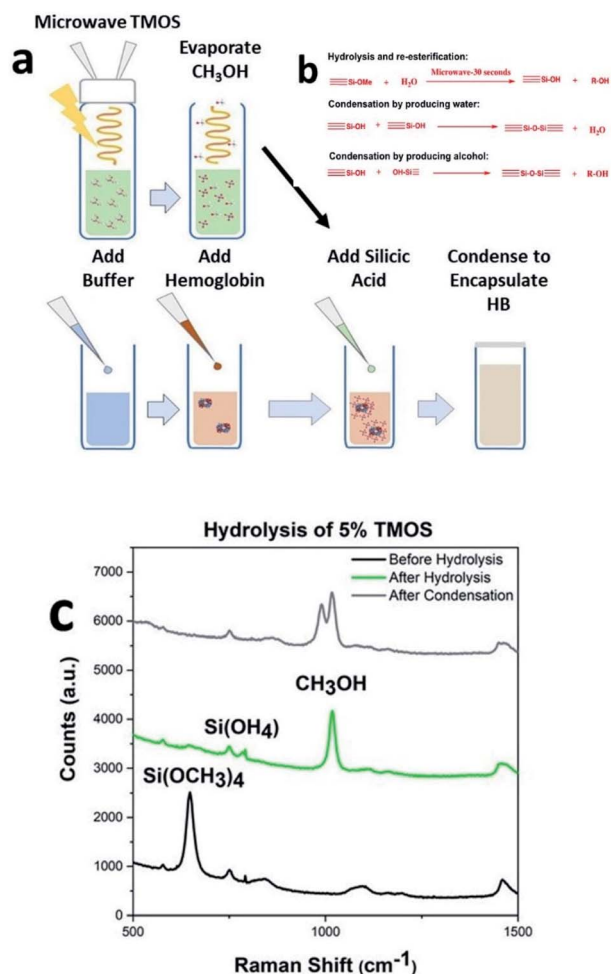 Microwave TMOS
a
Evaporate
CH₃OH
b
Hydrolysis and re-esterification:
Si-OMe + H₂O Microwave-30 seconds Si-OH + R-OH
Condensation by producing water:
Si-OH + Si-OH Si-O-Si + H₂O
Condensation by producing alcohol:
Si-OH + OH-Si Si-O-Si + R-OH
Add
Buffer
Add
Hemoglobin
Add Silicic
Acid
Condense to
Encapsulate
HB
Hydrolysis of 5% TMOS
c
Before Hydrolysis
After Hydrolysis
After Condensation
CH₃OH
Si(OH₄)
Si(OCH₃)₄
Counts (a.u.)
7000
6000
5000
4000
3000
2000
1000
0
500
1000
1500
Raman Shift (cm⁻¹)